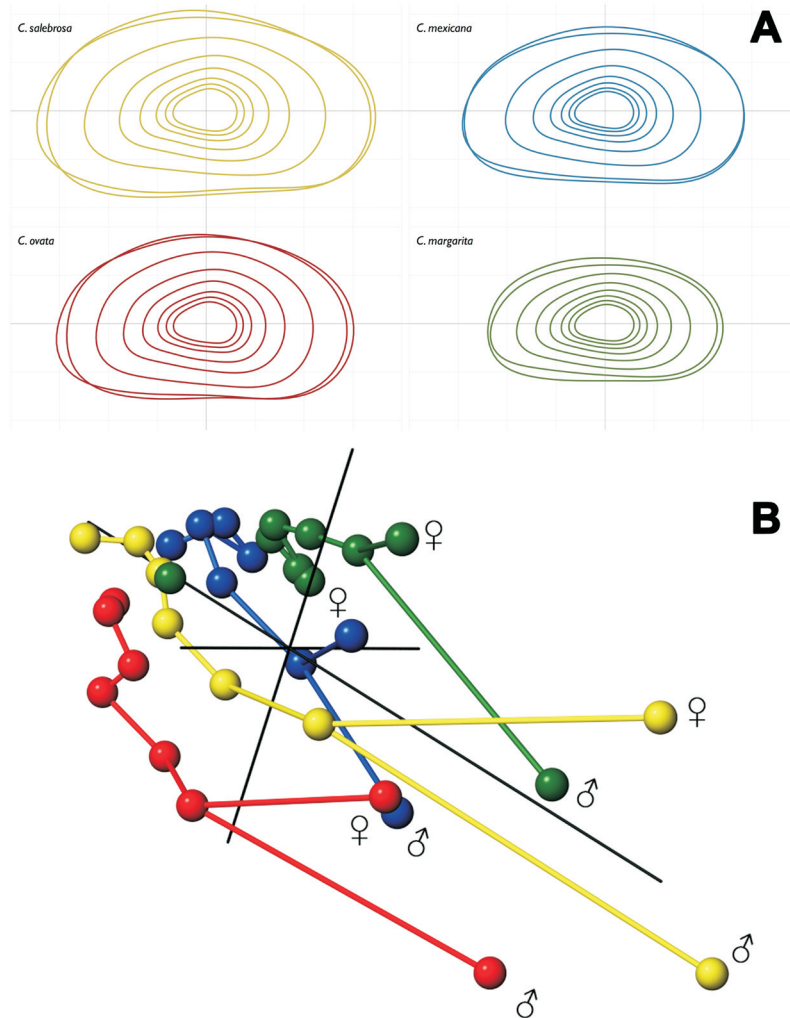 C. salebrosa
C. mexicana
A
C. ovata
C. margarita
B
♀
♀
♀
♂
♀
♂
♂
♂